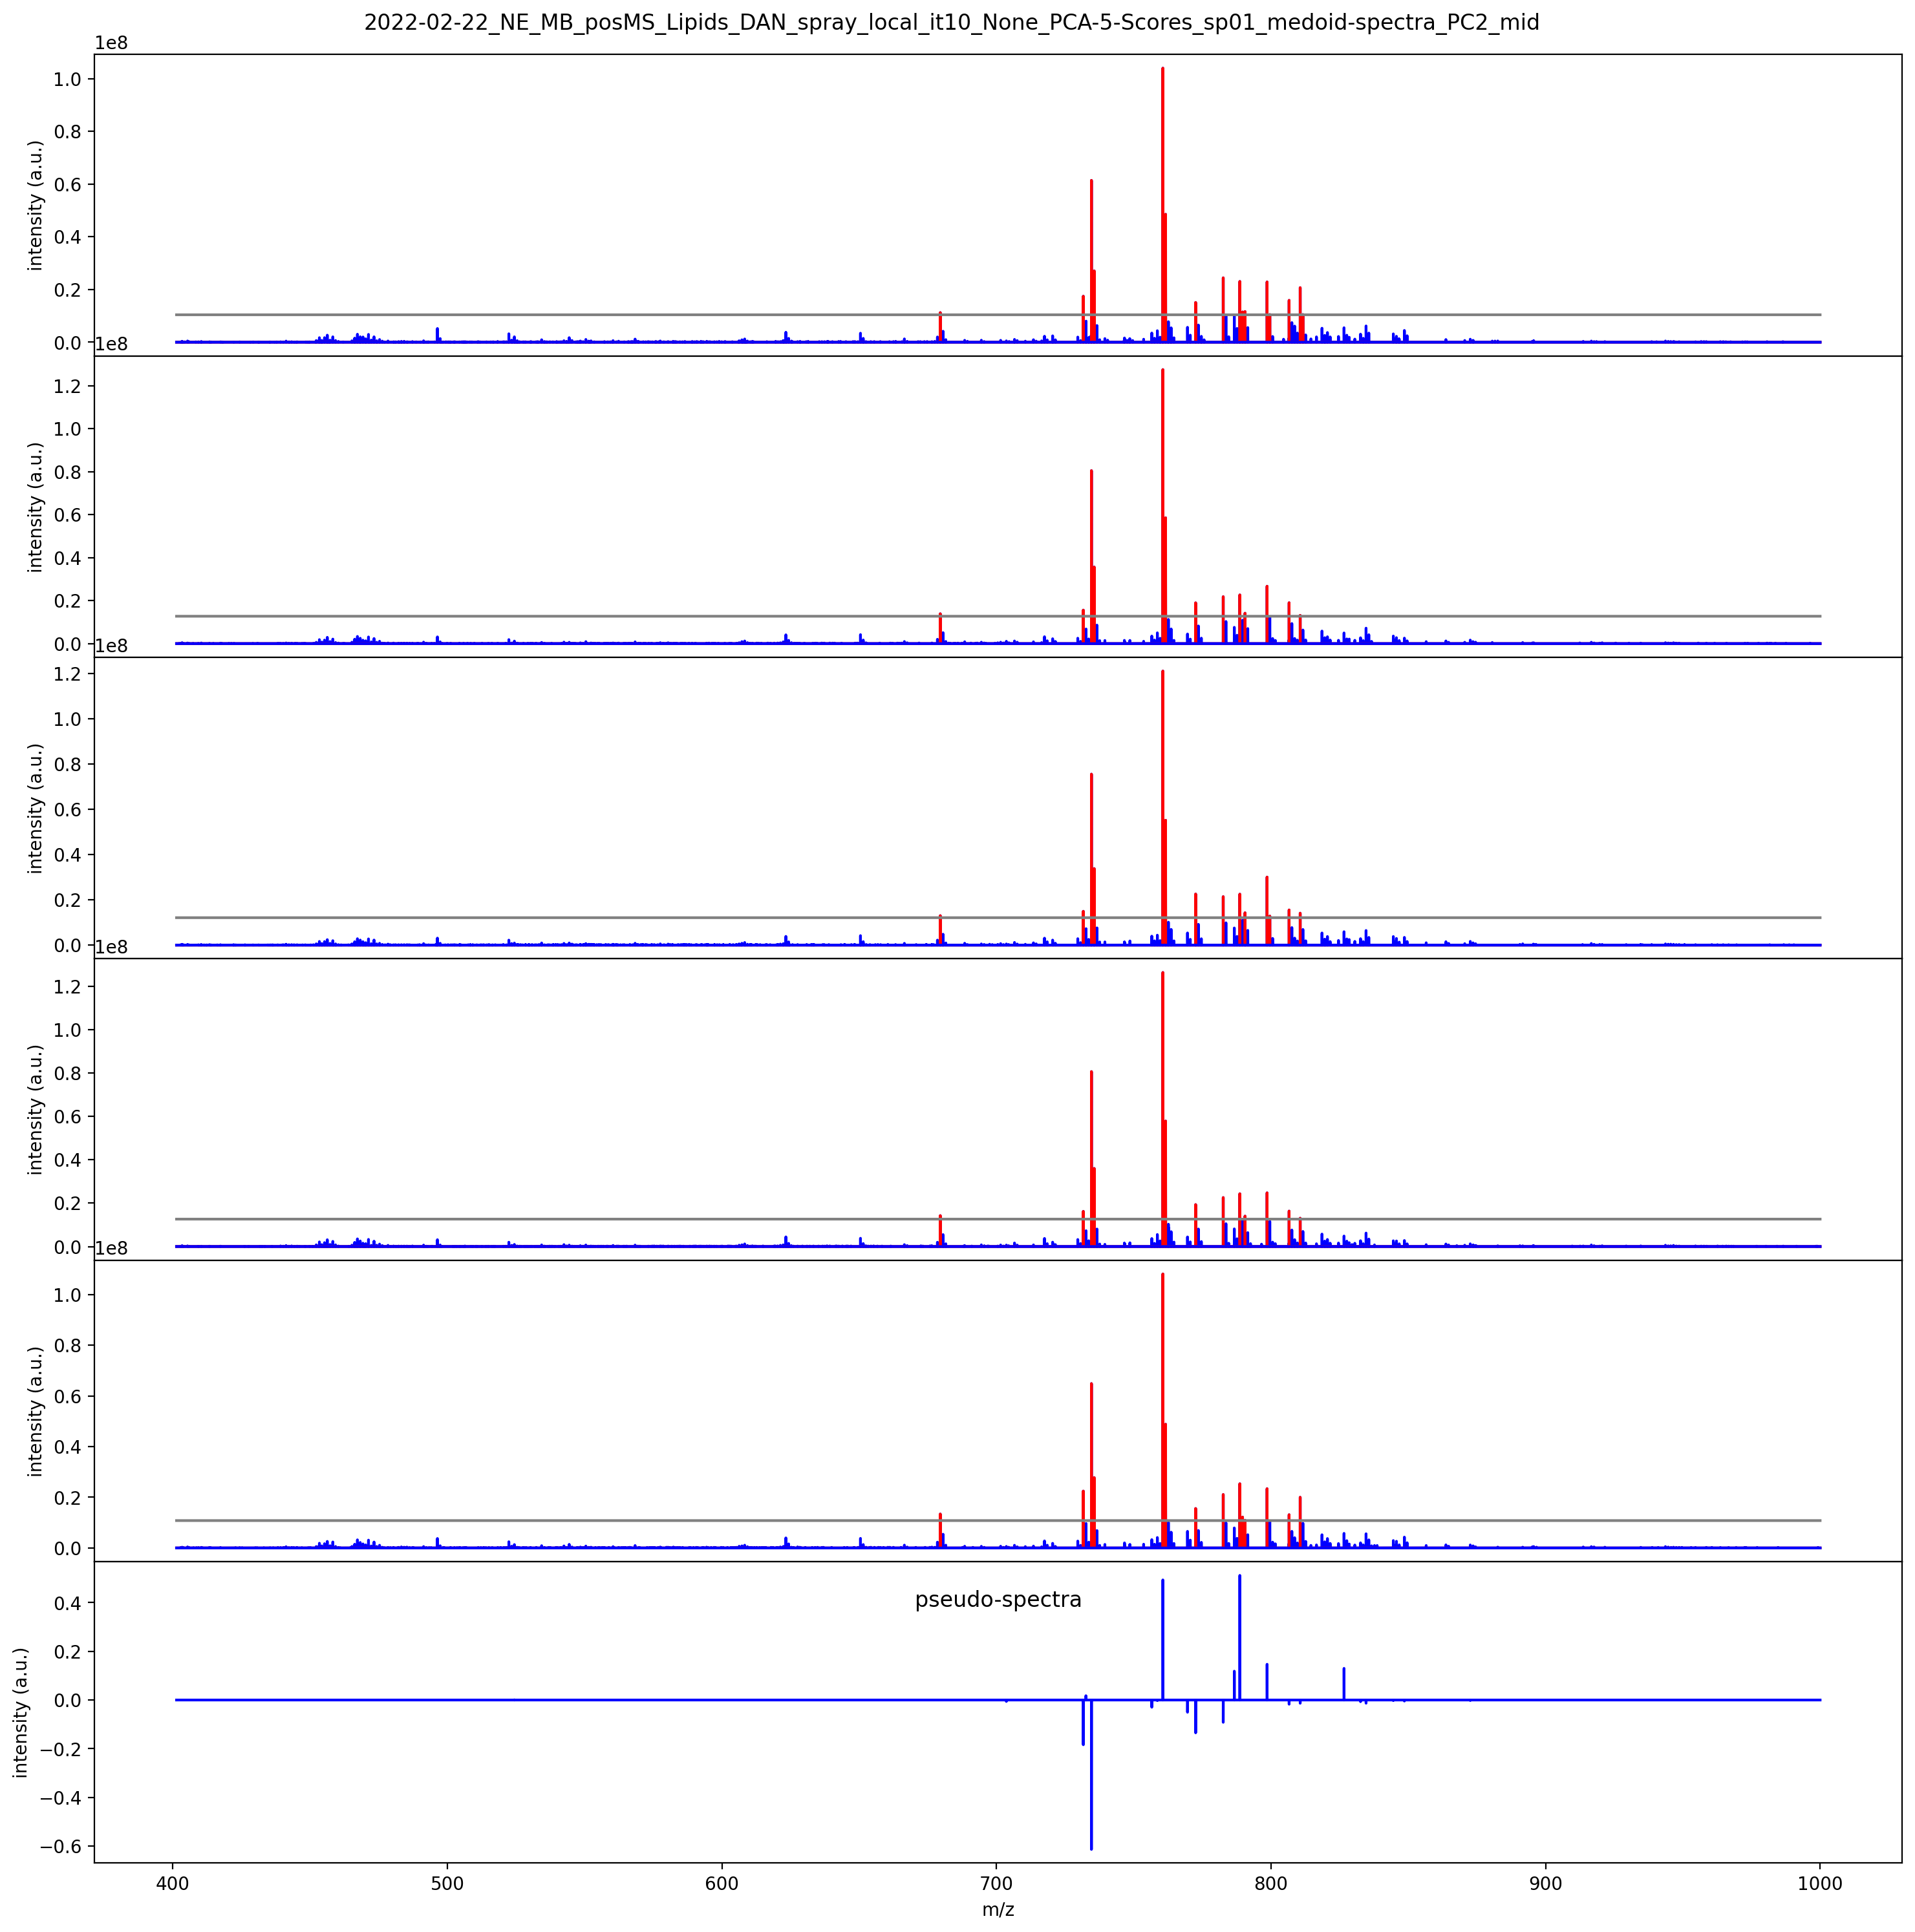 2022-02-22_NE_MB_posMS_Lipids_DAN_spray_local_it10_None_PCA-5-Scores_sp01_medoid-spectra_PC2_mid
1e8
1.0
0.8
0.6
0.4
0.2
0.0
intensity (a.u.)
1e8
1.2
1.0
0.8
0.6
0.4
0.2
0.0
intensity (a.u.)
1e8
1.2
1.0
0.8
0.6
0.4
0.2
0.0
intensity (a.u.)
1e8
1.2
1.0
0.8
0.6
0.4
0.2
0.0
intensity (a.u.)
1e8
1.0
0.8
0.6
0.4
0.2
0.0
intensity (a.u.)
pseudo-spectra
0.4
0.2
0.0
−0.2
−0.4
−0.6
intensity (a.u.)
400 500 600 700 800 900 1000
m/z